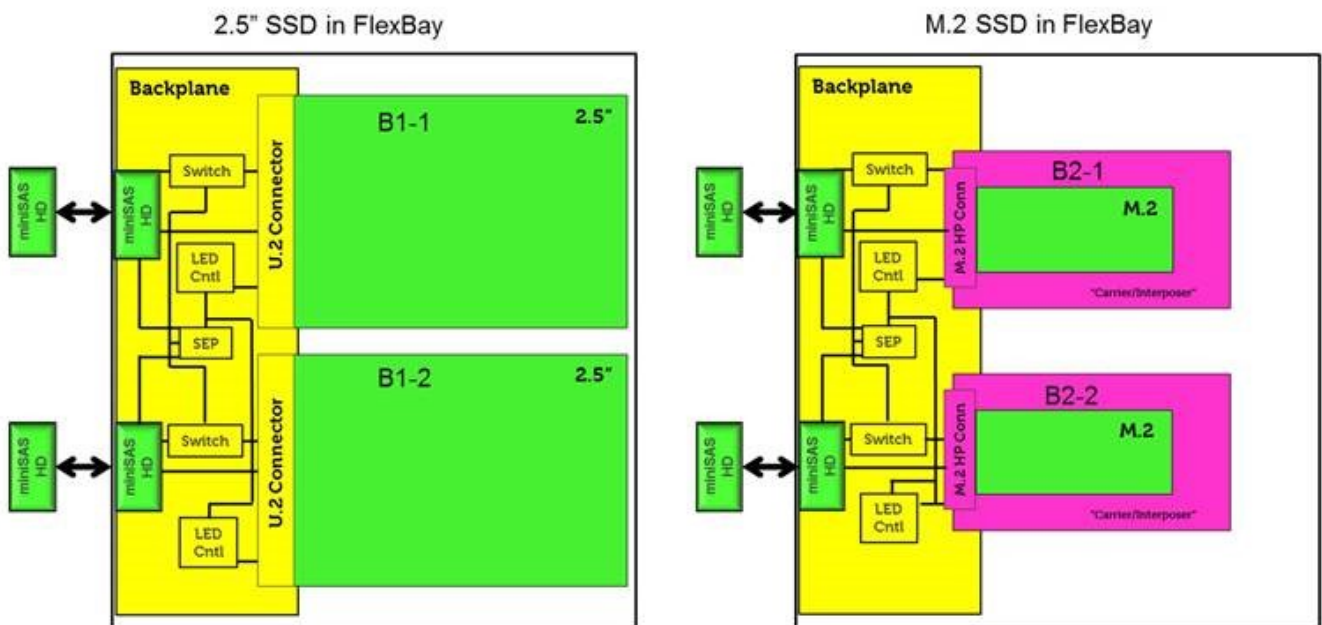 2.5” SSD in FlexBay
Backplane
B1-1
2.5”
Switch
U.2 Connector
miniSAS
HD
miniSAS
HD
LED
Cntl
SEP
B1-2
2.5”
Switch
U.2 Connector
miniSAS
HD
miniSAS
HD
LED
Cntl
M.2 SSD in FlexBay
Backplane
Switch
B2-1
M.2
M.2 HP Conn
miniSAS
HD
miniSAS
HD
LED
Cntl
"Carrier/Interposer"
SEP
B2-2
M.2
Switch
M.2 HP Conn
miniSAS
HD
miniSAS
HD
LED
Cntl
"Carrier/Interposer"